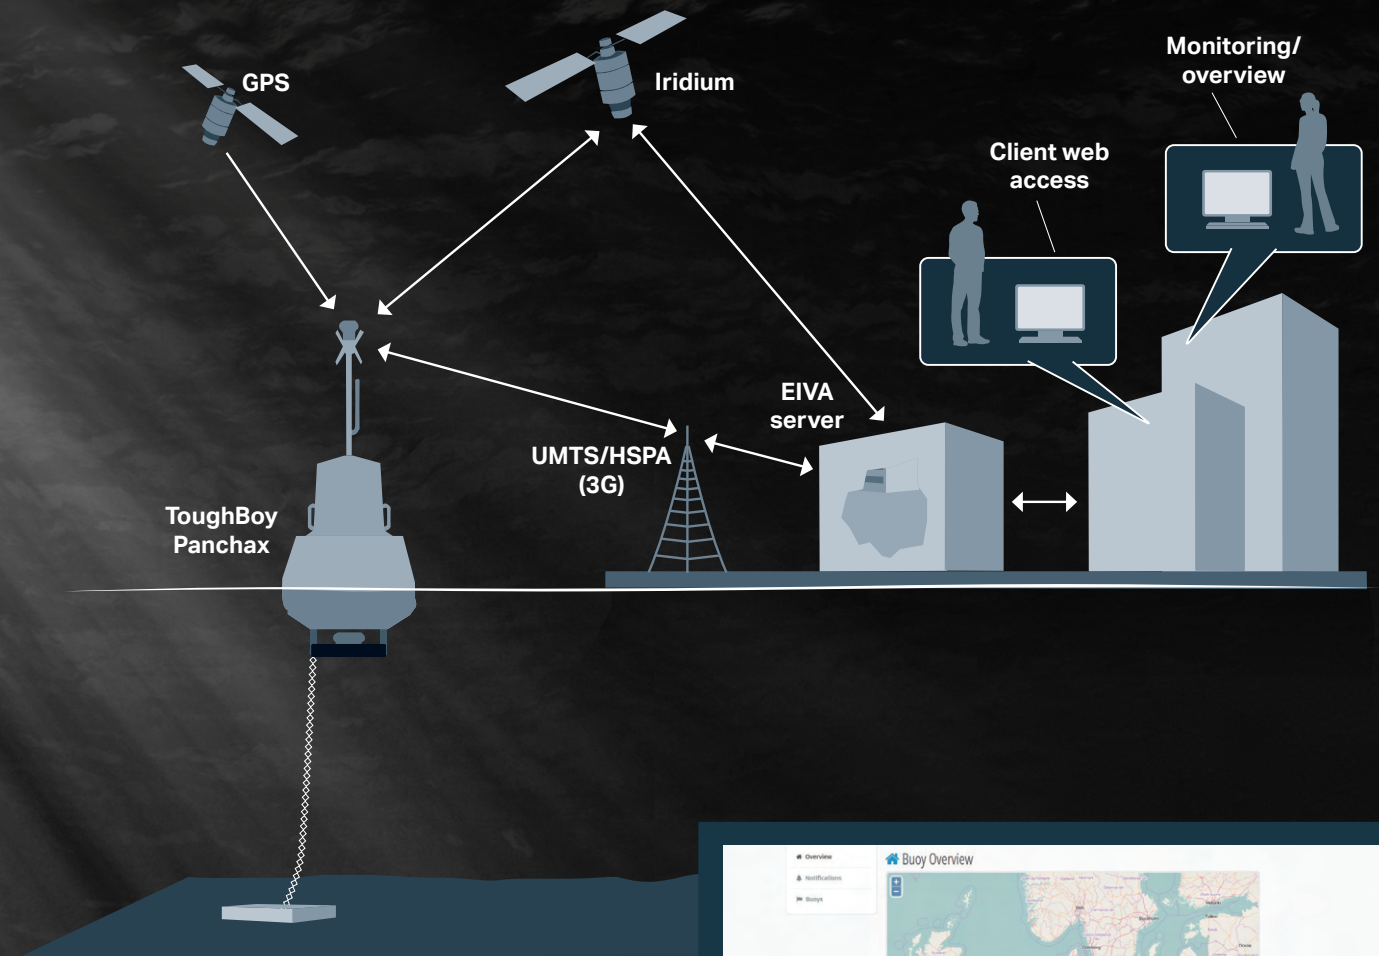 GPS
Iridium
Monitoring/
overview
Client web
access
EIVA
server
UMTS/HSPA
(3G)
ToughBoy
Panchax
Overview
Buoy Overview
Notifications
Buoys
+
−